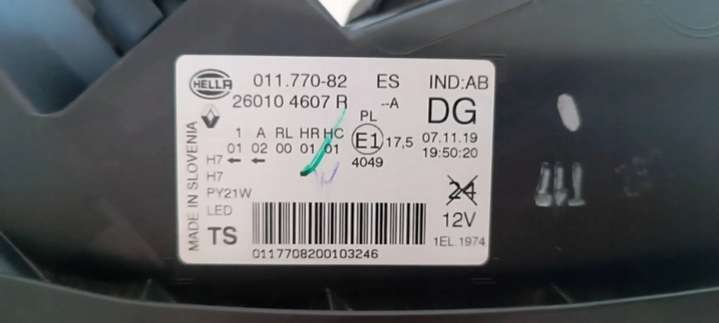 HELLA 011.770-82 ES IND:AB
26010 4607 R --A DG
PL
1 A RL HR HC E1 17,5 07.11.19
01 02 00 01 01 4049 19:50:20
H7
H7
PY21W 24
LED 12V
TS 1EL.1974
0117708200103246
MADE IN SLOVENIA